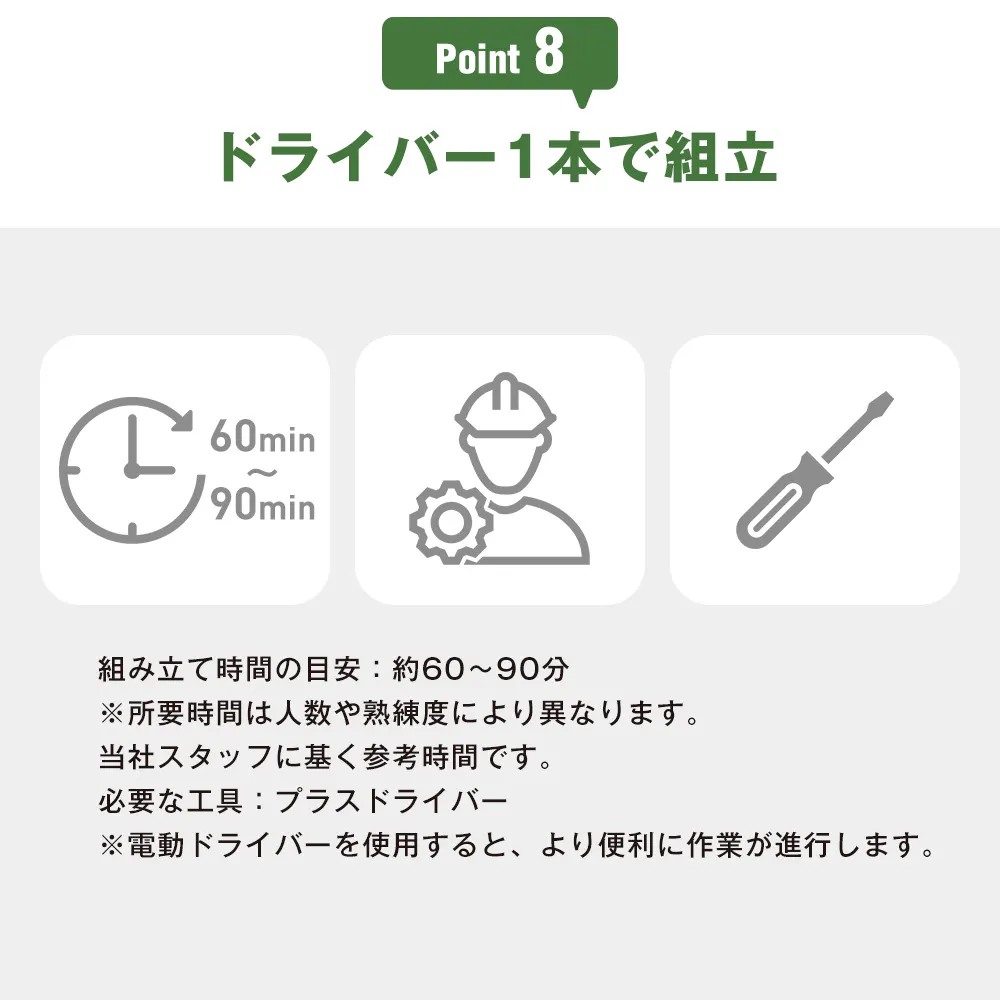 Point 8
ドライバー1本で組立
60min
〜
90min
組み立て時間の目安：約60〜90分
※所要時間は人数や熟練度により異なります。
当社スタッフに基く参考時間です。
必要な工具：プラスドライバー
※電動ドライバーを使用すると、より便利に作業が進行します。